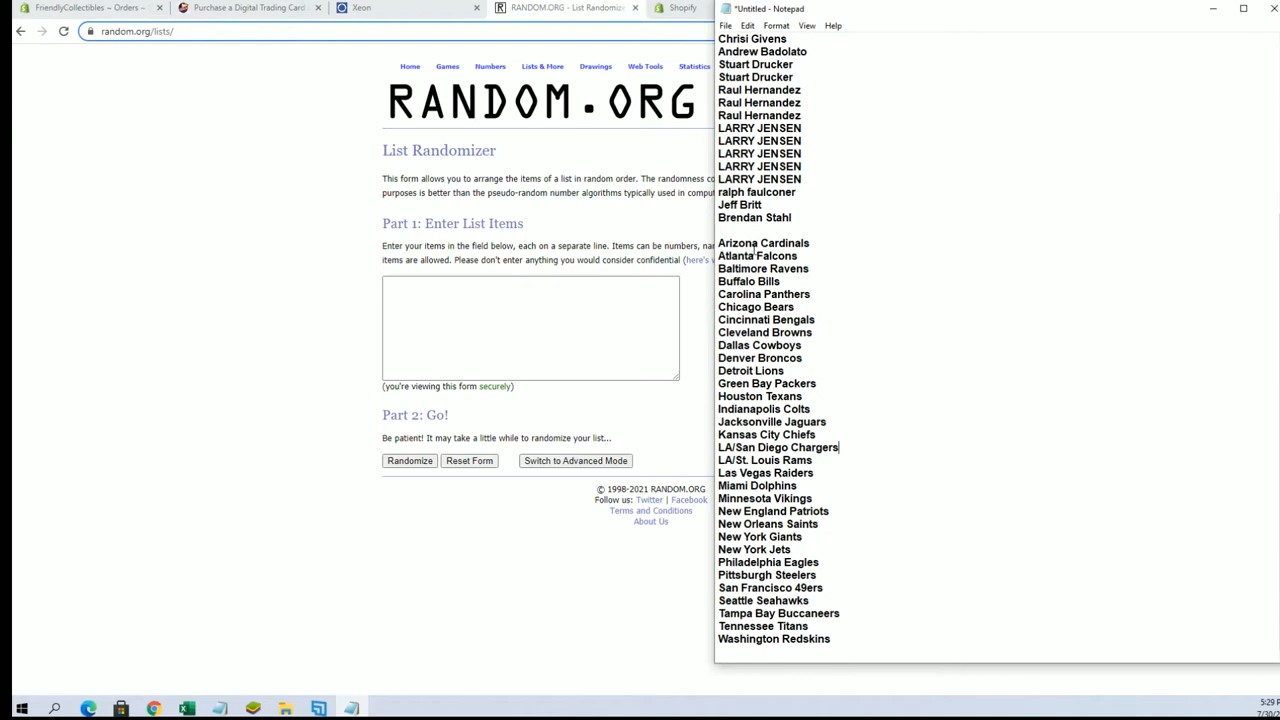 FriendlyCollectibles ~ Orders ~
Purchase a Digital Trading Card
Xeon
RANDOM.ORG - List Randomizer
Shopify
random.org/lists/
Home Games Numbers Lists & More Drawings Web Tools Statistics
RANDOM.ORG
List Randomizer
This form allows you to arrange the items of a list in random order. The randomness
purposes is better than the pseudo-random number algorithms typically used in
Part 1: Enter List Items
Enter your items in the field below, each on a separate line. Items can be numbers,
items are allowed. Please don't enter anything you would consider confidential (here's
(you're viewing this form securely)
Part 2: Go!
Be patient! It may take a little while to randomize your list...
Randomize Reset Form Switch to Advanced Mode
© 1998-2021 RANDOM.ORG
Follow us: Twitter | Facebook
Terms and Conditions
About Us
*Untitled - Notepad
File Edit Format View Help
Chrisi Givens
Andrew Badolato
Stuart Drucker
Stuart Drucker
Raul Hernandez
Raul Hernandez
Raul Hernandez
LARRY JENSEN
LARRY JENSEN
LARRY JENSEN
LARRY JENSEN
LARRY JENSEN
ralph faulconer
Jeff Britt
Brendan Stahl
Arizona Cardinals
Atlanta Falcons
Baltimore Ravens
Buffalo Bills
Carolina Panthers
Chicago Bears
Cincinnati Bengals
Cleveland Browns
Dallas Cowboys
Denver Broncos
Detroit Lions
Green Bay Packers
Houston Texans
Indianapolis Colts
Jacksonville Jaguars
Kansas City Chiefs
LA/San Diego Chargers
LA/St. Louis Rams
Las Vegas Raiders
Miami Dolphins
Minnesota Vikings
New England Patriots
New Orleans Saints
New York Giants
New York Jets
Philadelphia Eagles
Pittsburgh Steelers
San Francisco 49ers
Seattle Seahawks
Tampa Bay Buccaneers
Tennessee Titans
Washington Redskins
5:29
7/30/2